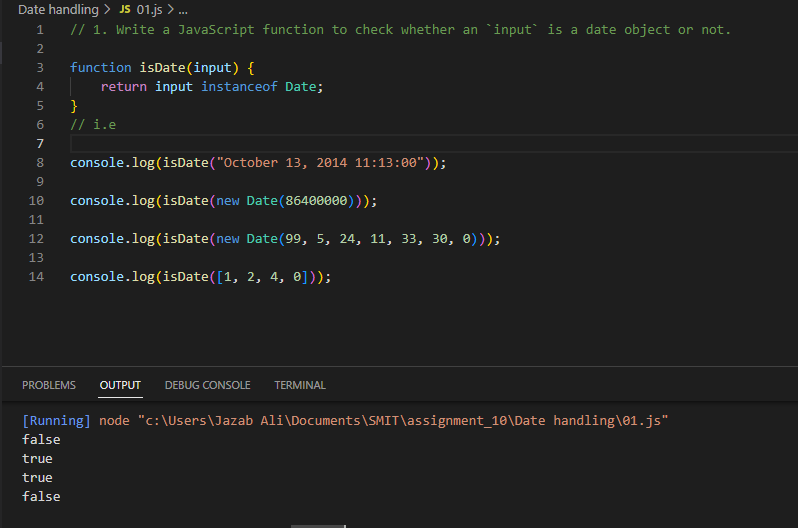 Date handling > JS 01.js > ...
1 // 1. Write a JavaScript function to check whether an `input` is a date object or not.
2
3 function isDate(input) {
4     return input instanceof Date;
5 }
6 // i.e
7
8 console.log(isDate("October 13, 2014 11:13:00"));
9
10 console.log(isDate(new Date(86400000)));
11
12 console.log(isDate(new Date(99, 5, 24, 11, 33, 30, 0)));
13
14 console.log(isDate([1, 2, 4, 0]));
PROBLEMS OUTPUT DEBUG CONSOLE TERMINAL
[Running] node "c:\Users\Jazab Ali\Documents\SMIT\assignment_10\Date handling\01.js"
false
true
true
false